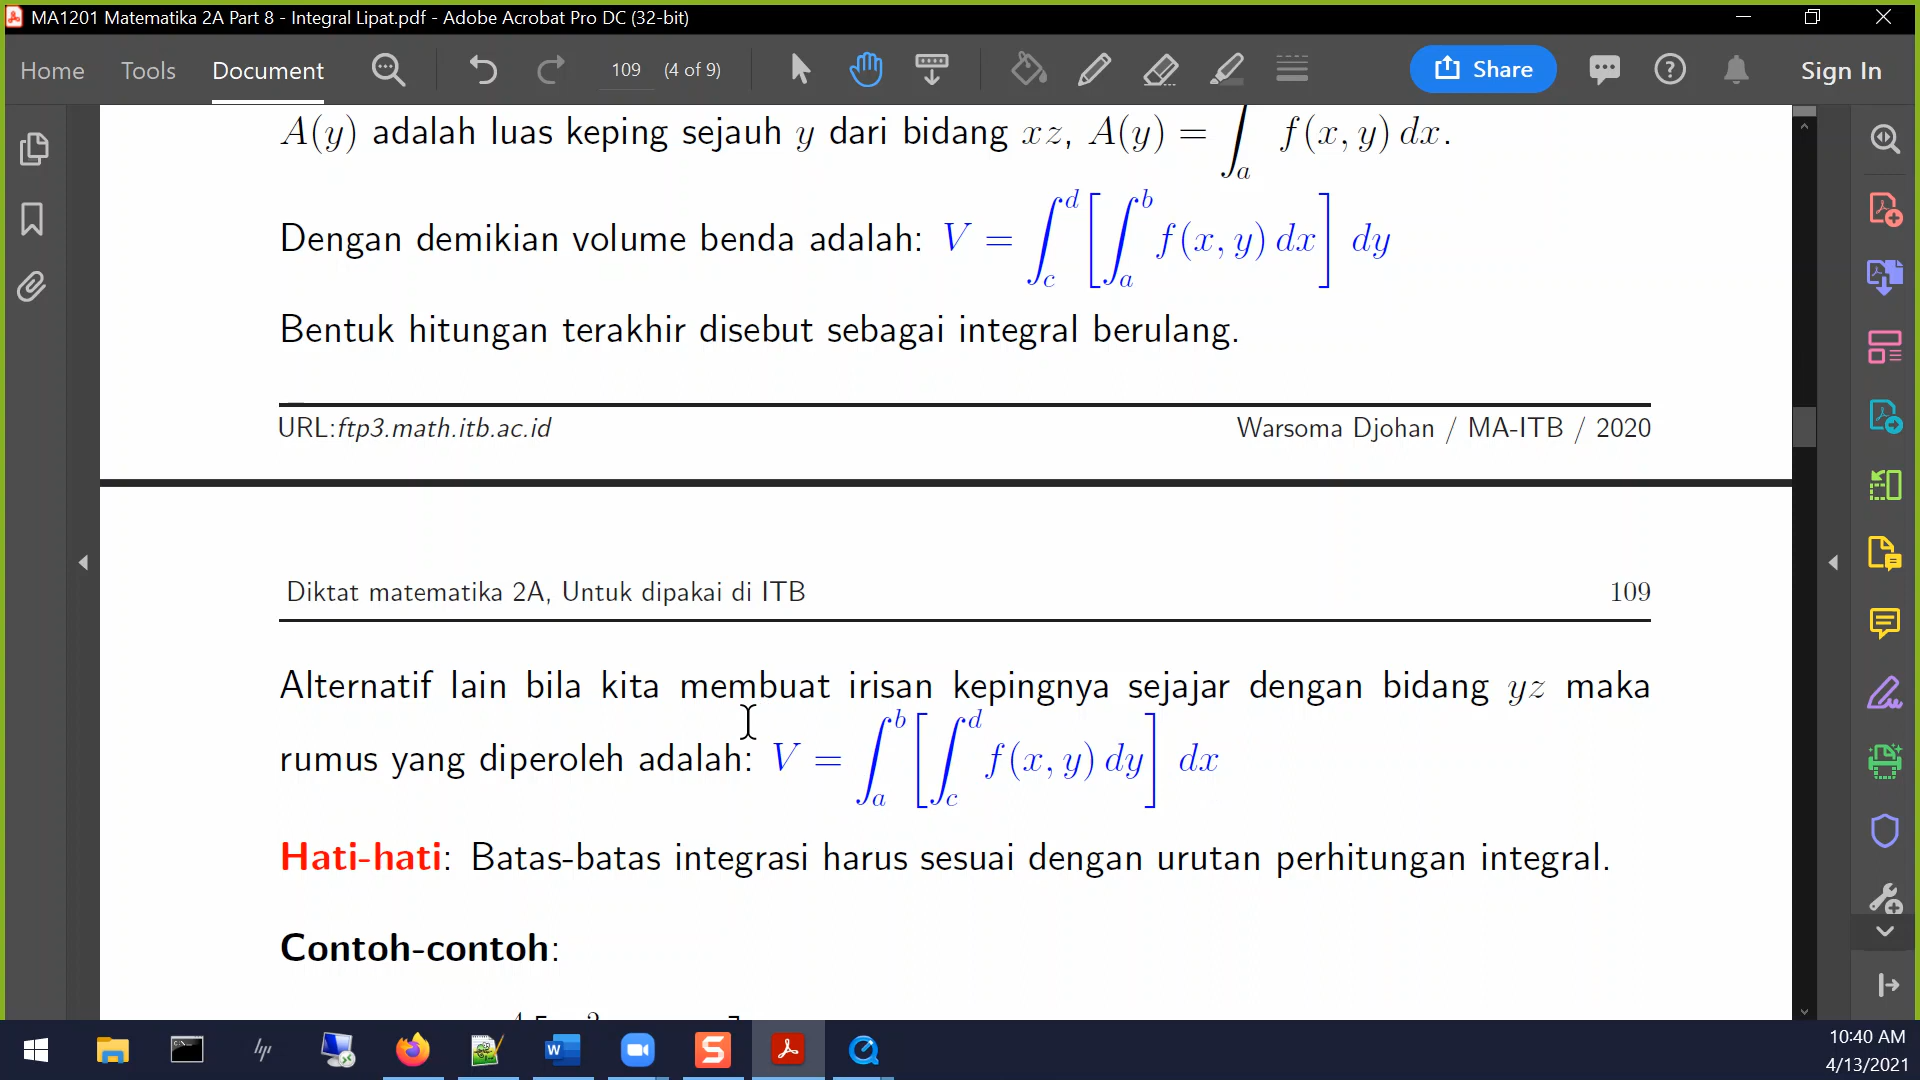 MA1201 Matematika 2A Part 8 - Integral Lipat.pdf - Adobe Acrobat Pro DC (32-bit)
Home Tools Document 109 (4 of 9) Share Sign In
A(y) adalah luas keping sejauh y dari bidang xz, A(y) = ∫_a f(x, y) dx.
Dengan demikian volume benda adalah: V = ∫_c^d [∫_a^b f(x, y) dx] dy
Bentuk hitungan terakhir disebut sebagai integral berulang.
URL:ftp3.math.itb.ac.id Warsoma Djohan / MA-ITB / 2020
Diktat matematika 2A, Untuk dipakai di ITB 109
Alternatif lain bila kita membuat irisan kepingnya sejajar dengan bidang yz maka
rumus yang diperoleh adalah: V = ∫_a^b [∫_c^d f(x, y) dy] dx
Hati-hati: Batas-batas integrasi harus sesuai dengan urutan perhitungan integral.
Contoh-contoh:
10:40 AM
4/13/2021